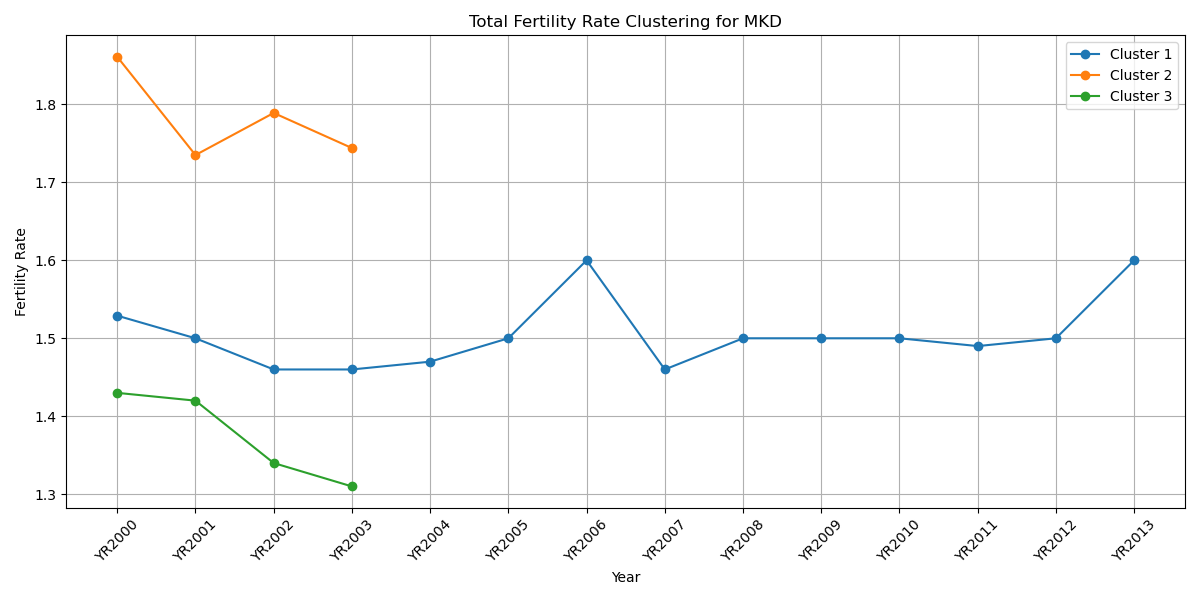 Total Fertility Rate Clustering for MKD
Cluster 1
Cluster 2
Cluster 3
Fertility Rate
1.8
1.7
1.6
1.5
1.4
1.3
YR2000
YR2001
YR2002
YR2003
YR2004
YR2005
YR2006
YR2007
YR2008
YR2009
YR2010
YR2011
YR2012
YR2013
Year